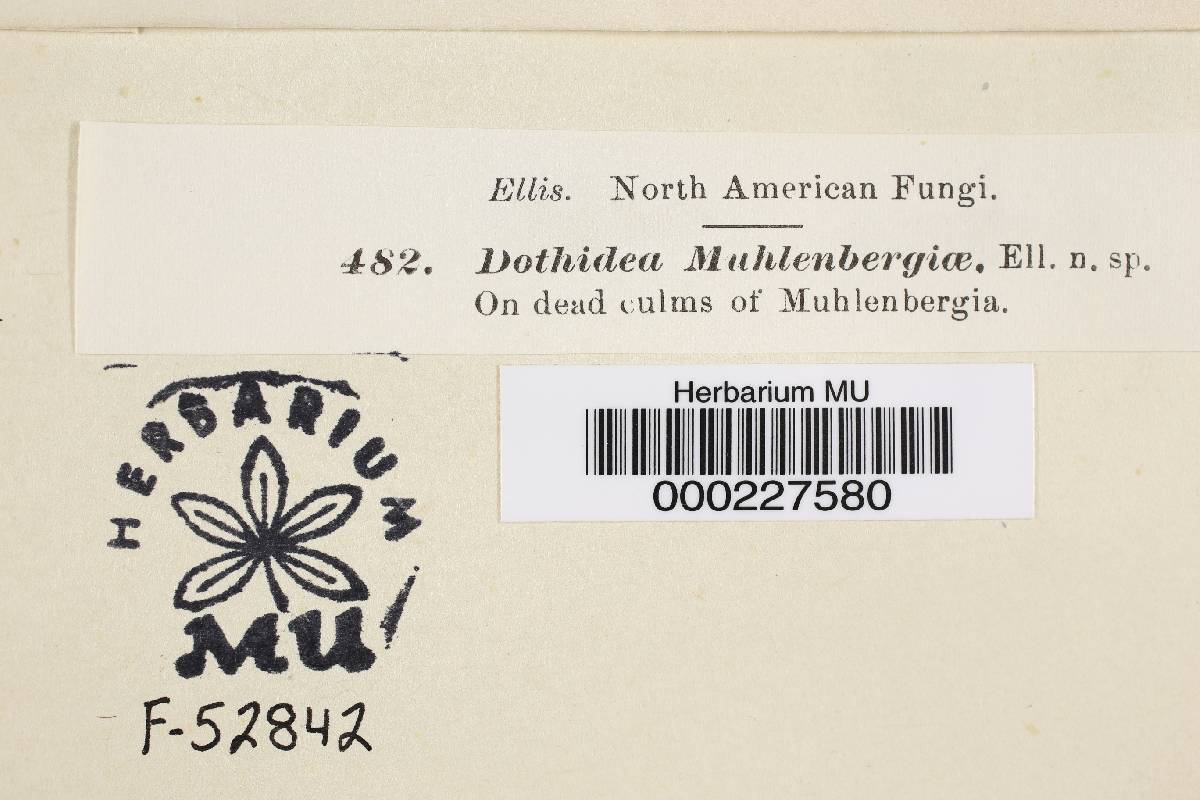 Ellis. North American Fungi.
482. Dothidea Muhlenbergiæ, Ell. n. sp.
On dead culms of Muhlenbergia.
HERBARIUM
MU
F-52842
Herbarium MU
000227580